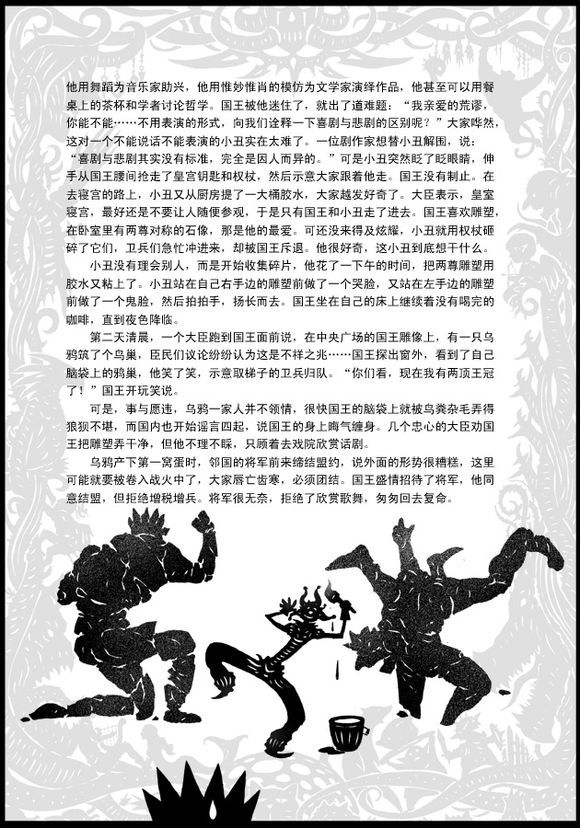 他用舞蹈为音乐家助兴，他用惟妙惟肖的模仿为文学家演绎作品，他甚至可以用餐
桌上的茶杯和学者讨论哲学。国王被他迷住了，就出了道难题：“我亲爱的荒谬，
你能不能……不用表演的形式，向我们诠释一下喜剧与悲剧的区别呢？”大家哗然，
这对一个不能说话不能表演的小丑实在太难了。一位剧作家想替小丑解围，说：
“喜剧与悲剧其实没有标准，完全是因人而异的。”可是小丑突然眨了眨眼睛，伸
手从国王腰间抢走了皇宫钥匙和权杖，然后示意大家跟着他走。国王没有制止。在
去寝宫的路上，小丑又从厨房提了一大桶胶水，大家越发好奇了。大臣表示，皇室
寝宫，最好还是不要让人随便参观，于是只有国王和小丑走了进去。国王喜欢雕塑，
在卧室里有两尊对称的石像，那是他的最爱。可还没来得及炫耀，小丑就用权杖砸
碎了它们，卫兵们急忙冲进来，却被国王斥退。他很好奇，这小丑到底想干什么。
小丑没有理会别人，而是开始收集碎片，他花了一下午的时间，把两尊雕塑用
胶水又粘上了。小丑站在自己右手边的雕塑前做了一个哭脸，又站在左手边的雕塑
前做了一个鬼脸，然后拍拍手，扬长而去。国王坐在自己的床上继续着没有喝完的
咖啡，直到夜色降临。
第二天清晨，一个大臣跑到国王面前说，在中央广场的国王雕像上，有一只乌
鸦筑了个鸟巢，臣民们议论纷纷认为这是不祥之兆……国王探出窗外，看到了自己
脑袋上的鸦巢，他笑了笑，示意取梯子的卫兵归队。“你们看，现在我有两顶王冠
了！”国王开玩笑说。
可是，事与愿违，乌鸦一家人并不领情，很快国王的脑袋上就被鸟粪杂毛弄得
狼狈不堪，而国内也开始谣言四起，说国王的身上晦气缠身。几个忠心的大臣劝国
王把雕塑弄干净，但他不理不睬，只顾着去戏院欣赏话剧。
乌鸦产下第一窝蛋时，邻国的将军前来缔结盟约，说外面的形势很糟糕，这里
可能就要被卷入战火中了，大家唇亡齿寒，必须团结。国王盛情招待了将军，他同
意结盟，但拒绝增税增兵。将军很无奈，拒绝了欣赏歌舞，匆匆回去复命。